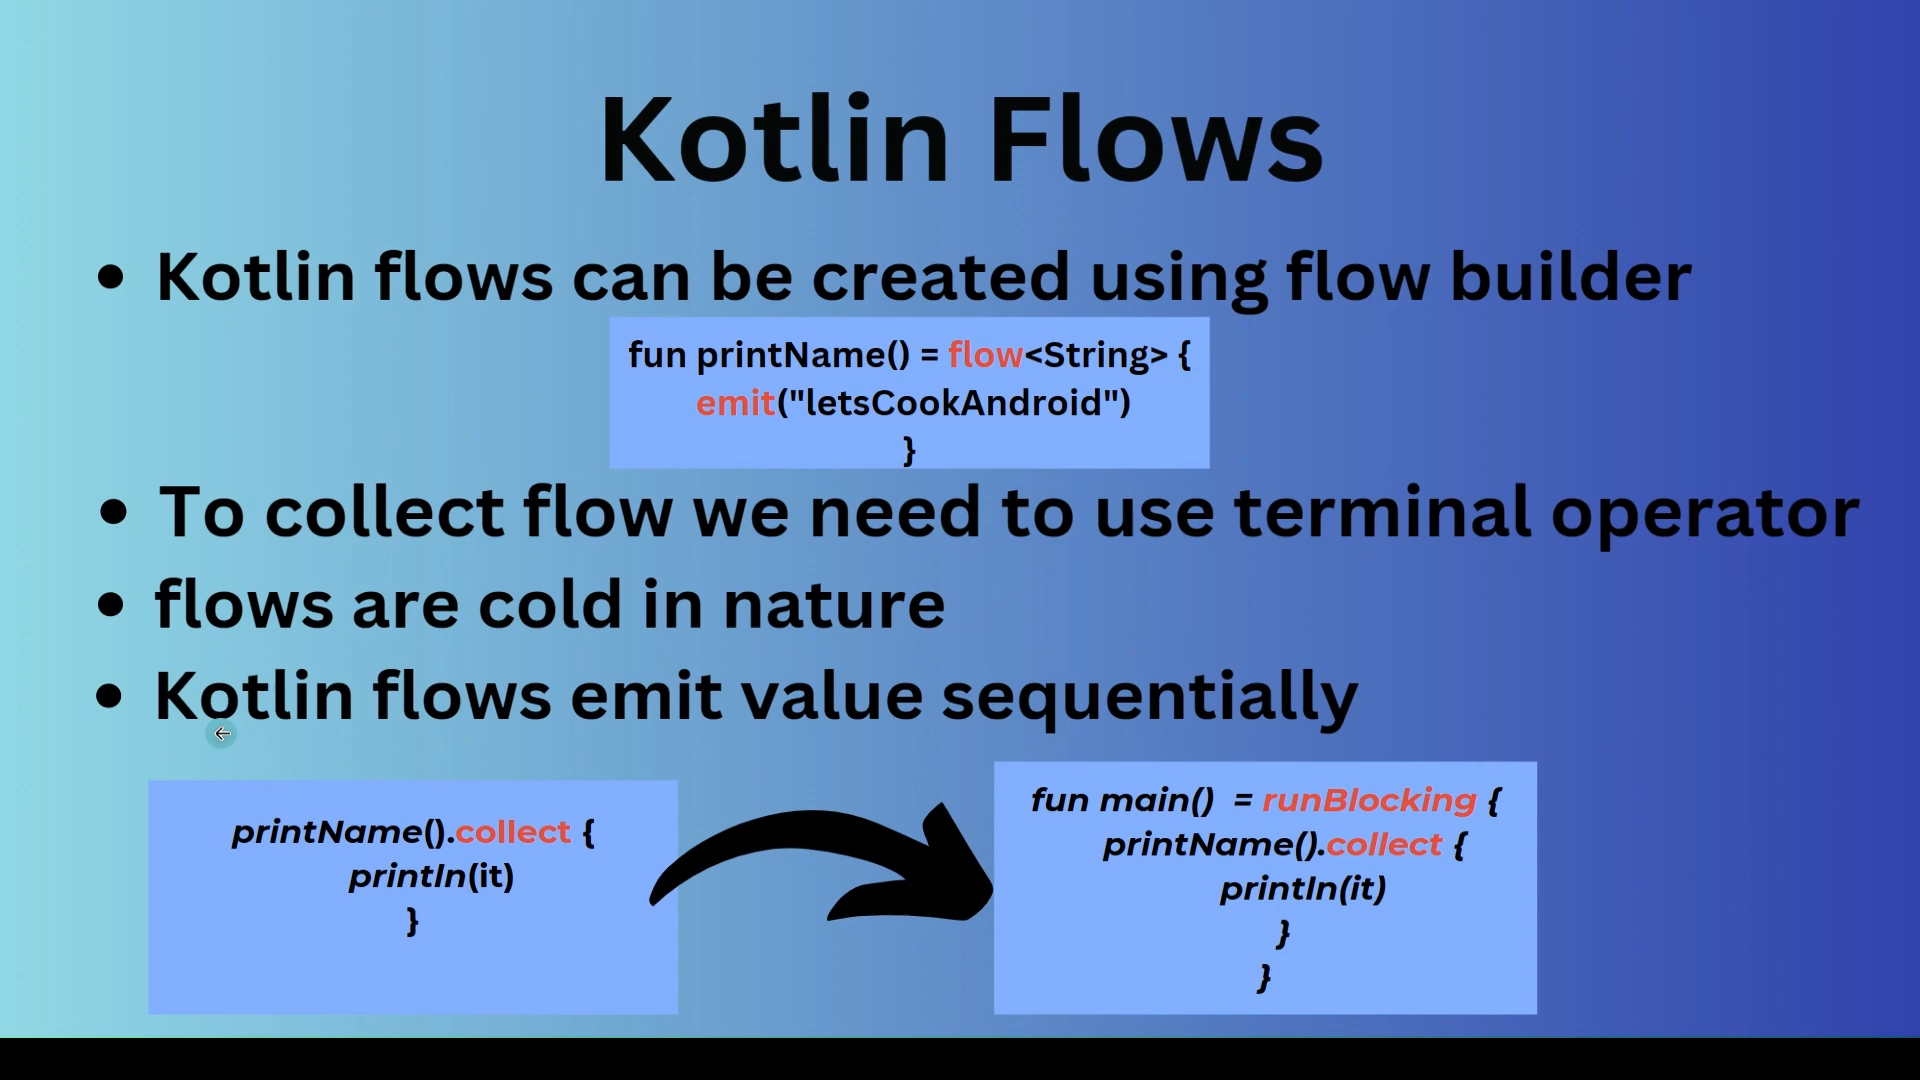 Kotlin Flows
• Kotlin flows can be created using flow builder
fun printName() = flow<String> {
emit("letsCookAndroid")
}
• To collect flow we need to use terminal operator
• flows are cold in nature
• Kotlin flows emit value sequentially
printName().collect {
println(it)
}
fun main()  = runBlocking {
printName().collect {
println(it)
}
}